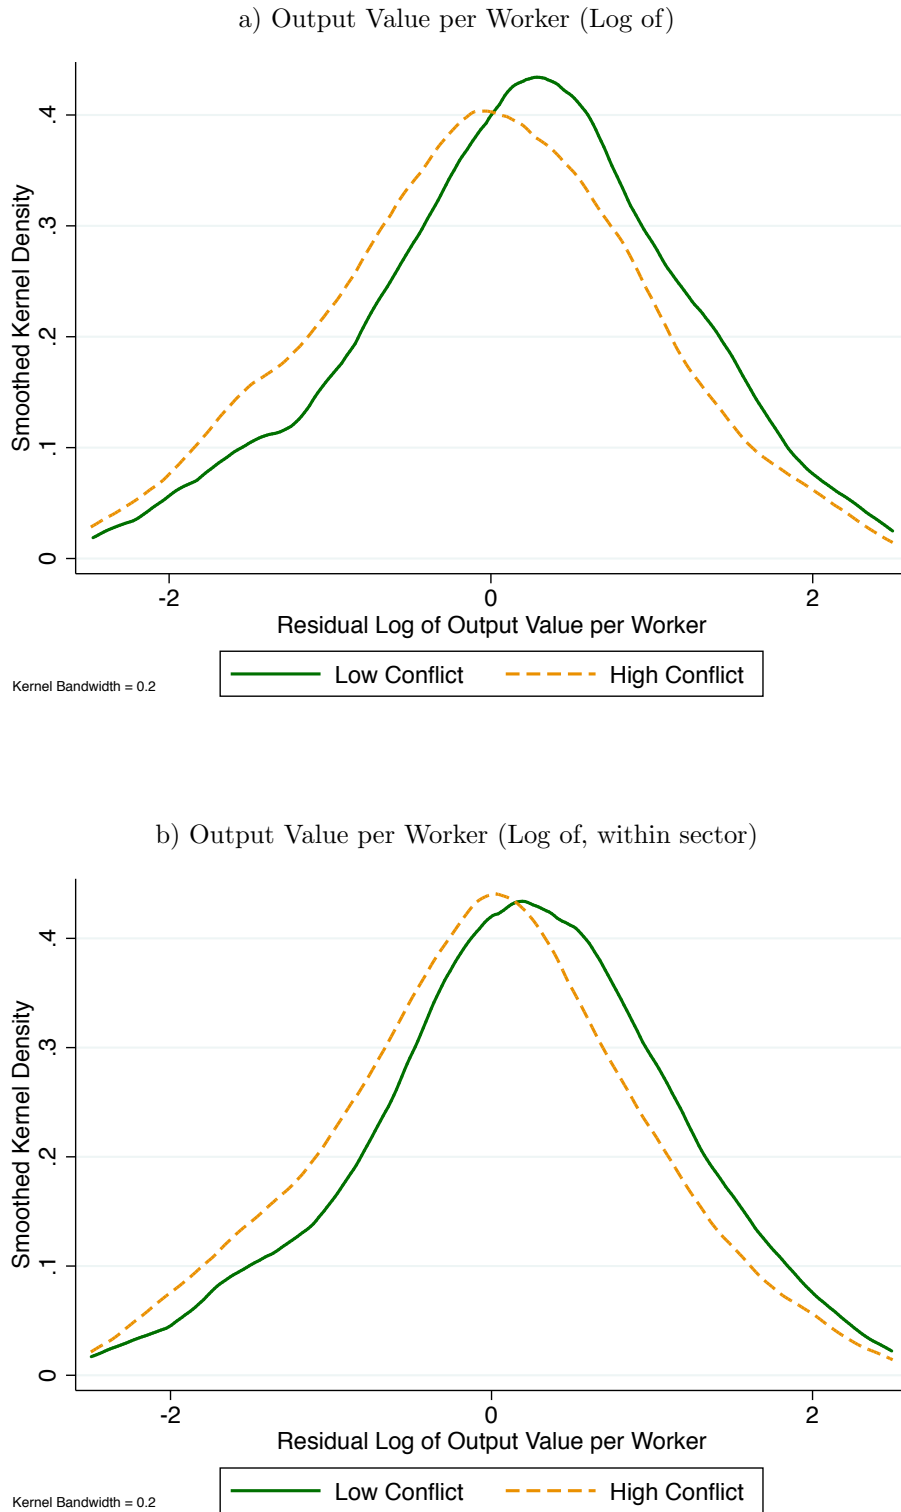 a) Output Value per Worker (Log of)
Smoothed Kernel Density
.4
.3
.2
.1
0
-2 0 2
Residual Log of Output Value per Worker
Low Conflict High Conflict
Kernel Bandwidth = 0.2
b) Output Value per Worker (Log of, within sector)
Smoothed Kernel Density
.4
.3
.2
.1
0
-2 0 2
Residual Log of Output Value per Worker
Low Conflict High Conflict
Kernel Bandwidth = 0.2